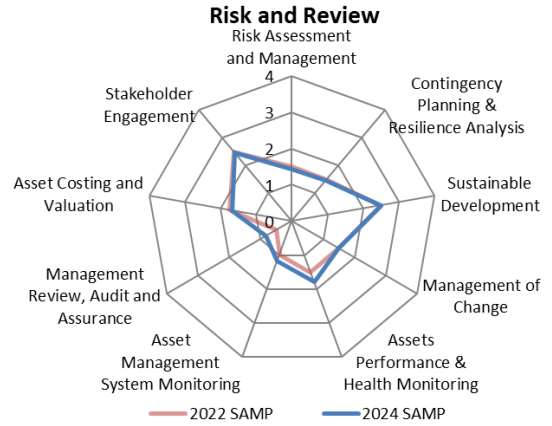 Risk and Review
Risk Assessment
and Management
Contingency
Planning &
Resilience Analysis
Sustainable
Development
Management of
Change
Assets
Performance &
Health Monitoring
Asset
Management
System Monitoring
Management
Review, Audit and
Assurance
Asset Costing and
Valuation
Stakeholder
Engagement
4
3
2
1
0
2022 SAMP
2024 SAMP